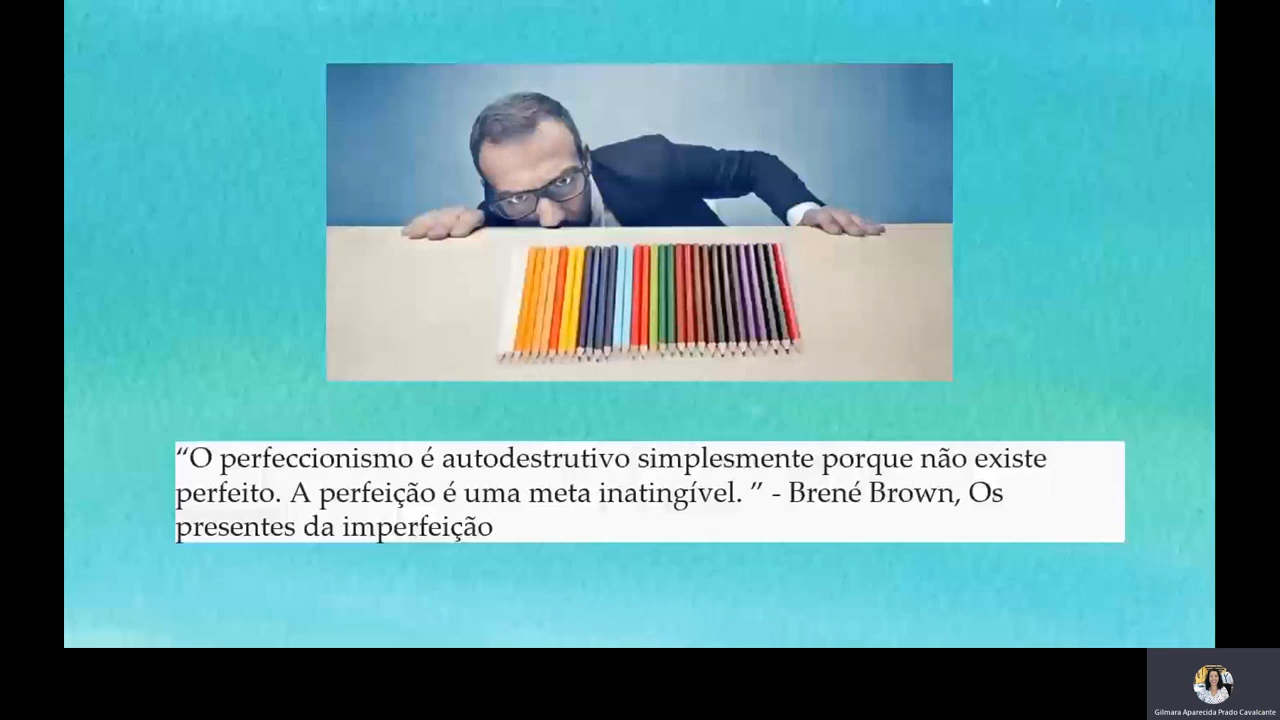 “O perfeccionismo é autodestrutivo simplesmente porque não existe
perfeito. A perfeição é uma meta inatingível. ” - Brené Brown, Os
presentes da imperfeição
Gilmara Aparecida Prado Cavalcante